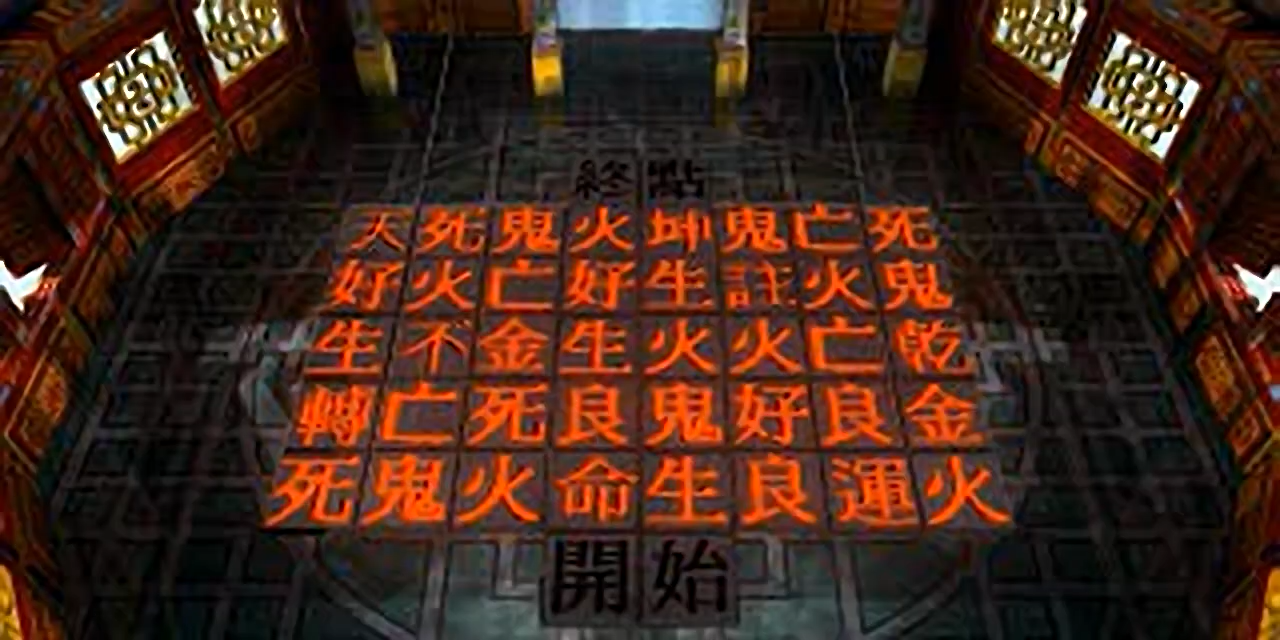 終點
天死鬼火坤鬼亡死
好火亡好生註火鬼
生不金生火火亡乾
轉亡死良鬼好良金
死鬼火命生良運火
開始